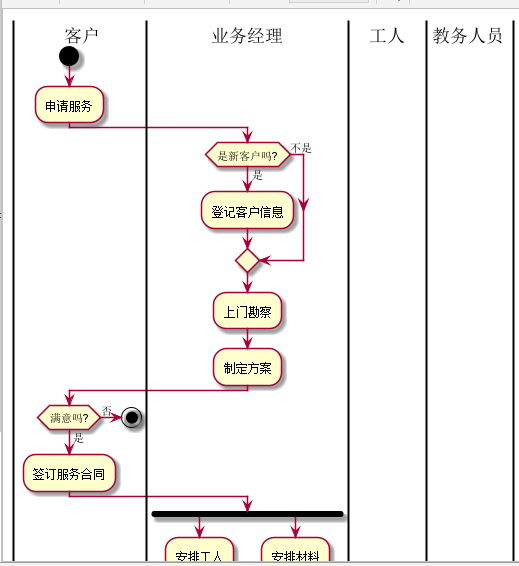 客户 业务经理 工人 教务人员
申请服务
是新客户吗? 不是
是
登记客户信息
上门勘察
制定方案
满意吗? 否
是
签订服务合同
安排工人 安排材料